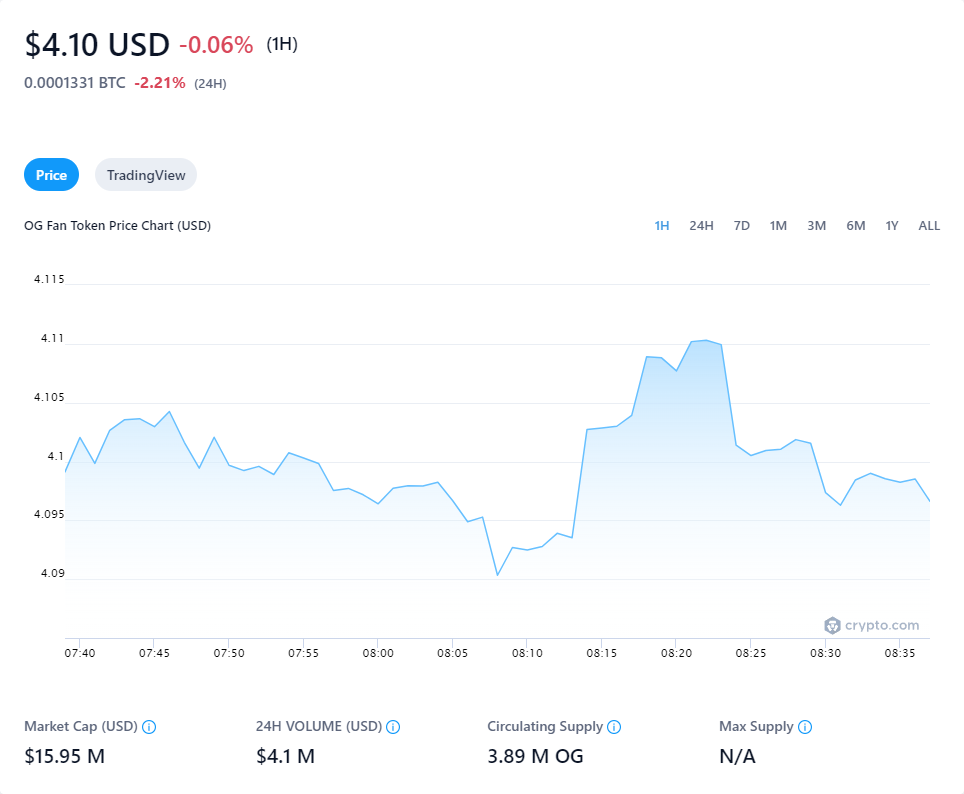 $4.10 USD -0.06% (1H)
0.0001331 BTC -2.21% (24H)
Price TradingView
OG Fan Token Price Chart (USD) 1H 24H 7D 1M 3M 6M 1Y ALL
4.115
4.11
4.105
4.1
4.095
4.09
crypto.com
07:40 07:45 07:50 07:55 08:00 08:05 08:10 08:15 08:20 08:25 08:30 08:35
Market Cap (USD) 24H VOLUME (USD) Circulating Supply Max Supply
$15.95 M $4.1 M 3.89 M OG N/A